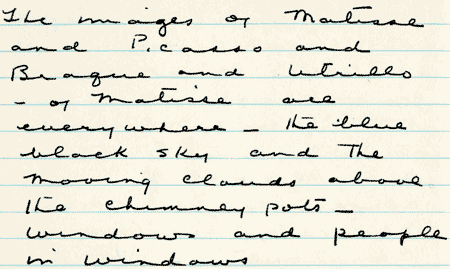 The images of Matisse
and Picasso and
Braque and Utrillo
– of Matisse are
everywhere – the blue
black sky and The
moving clouds above
the chimney pots –
windows and people
in windows